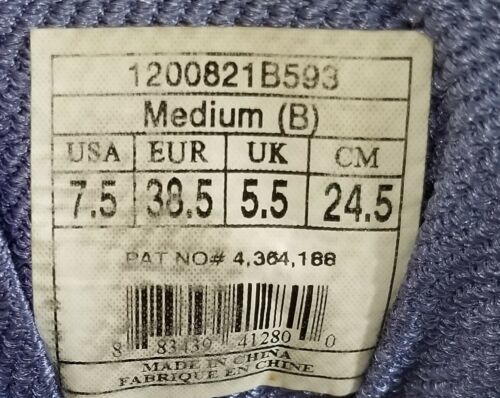 1200821B593
Medium (B)
USA EUR UK CM
7.5 38.5 5.5 24.5
PAT NO# 4,364,188
8 83439 41280 0
MADE IN CHINA
FABRIQUE EN CHINE